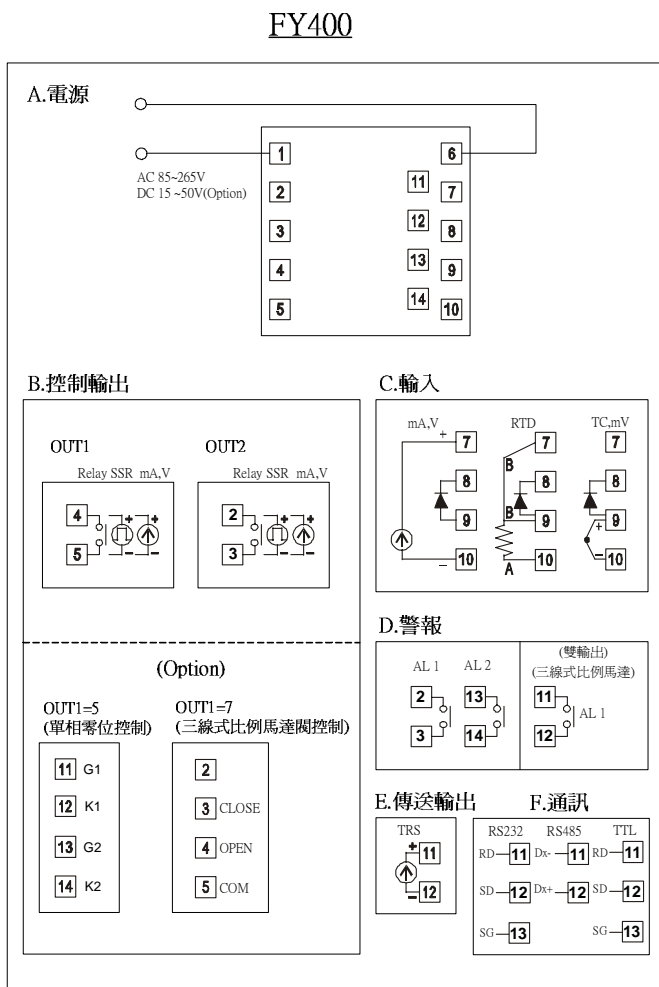 FY400
A.電源
AC 85~265V
DC 15 ~50V(Option)
1
6
2
11
7
3
12
8
4
13
9
5
14
10
B.控制輸出
OUT1
OUT2
Relay SSR mA,V
Relay SSR mA,V
4
5
+
+
−
−
2
3
+
+
−
−
(Option)
OUT1=5
(單相零位控制)
11 G1
12 K1
13 G2
14 K2
OUT1=7
(三線式比例馬達閥控制)
2
3 CLOSE
4 OPEN
5 COM
C.輸入
mA,V
RTD
TC,mV
+
7
8
9
−
10
7
B
8
B
9
A
10
7
8
9
+
−
10
D.警報
AL 1
AL 2
2
3
13
14
(雙輸出)
(三線式比例馬達)
11
AL 1
12
E.傳送輸出
TRS
+
11
−
12
F.通訊
RS232
RS485
TTL
RD 11
Dx- 11
RD 11
SD 12
Dx+ 12
SD 12
SG 13
SG 13